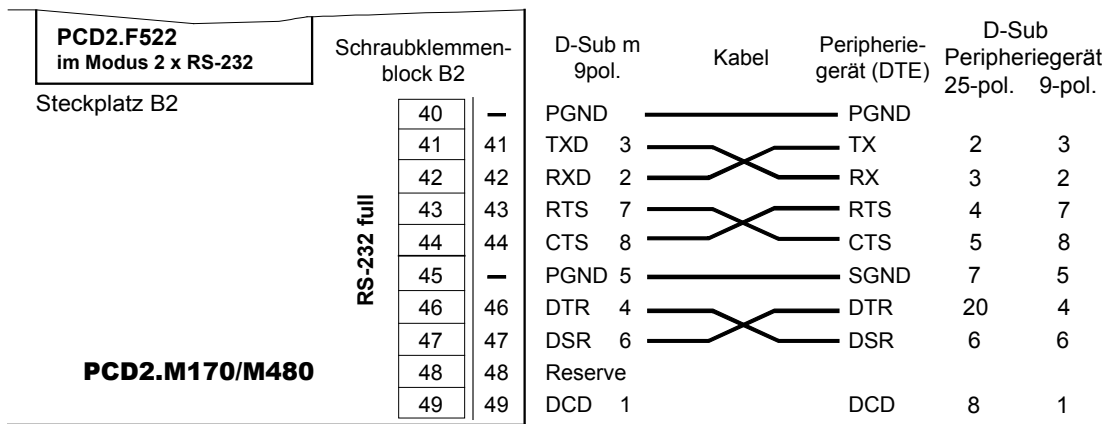 PCD2.F522
im Modus 2 x RS-232
Steckplatz B2
Schraubklemmen-
block B2
D-Sub m
9pol.
Kabel
Peripherie-
gerät (DTE)
D-Sub
Peripheriegerät
25-pol. 9-pol.
40 – PGND PGND
41 41 TXD 3 TX 2 3
42 42 RXD 2 RX 3 2
43 43 RTS 7 RTS 4 7
44 44 CTS 8 CTS 5 8
45 – PGND 5 SGND 7 5
46 46 DTR 4 DTR 20 4
47 47 DSR 6 DSR 6 6
48 48 Reserve
49 49 DCD 1 DCD 8 1
RS-232 full
PCD2.M170/M480